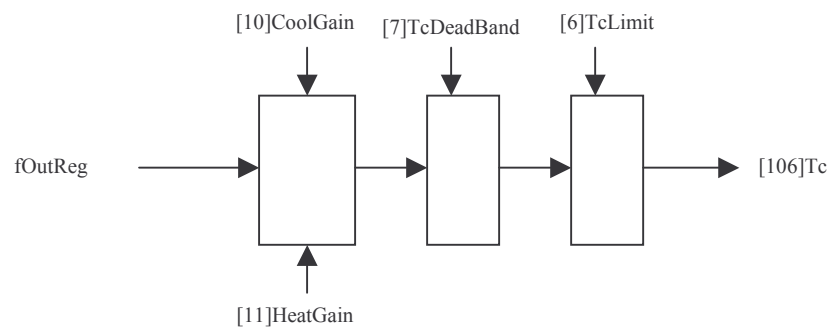 [10]CoolGain
[7]TcDeadBand
[6]TcLimit
fOutReg
[106]Tc
[11]HeatGain